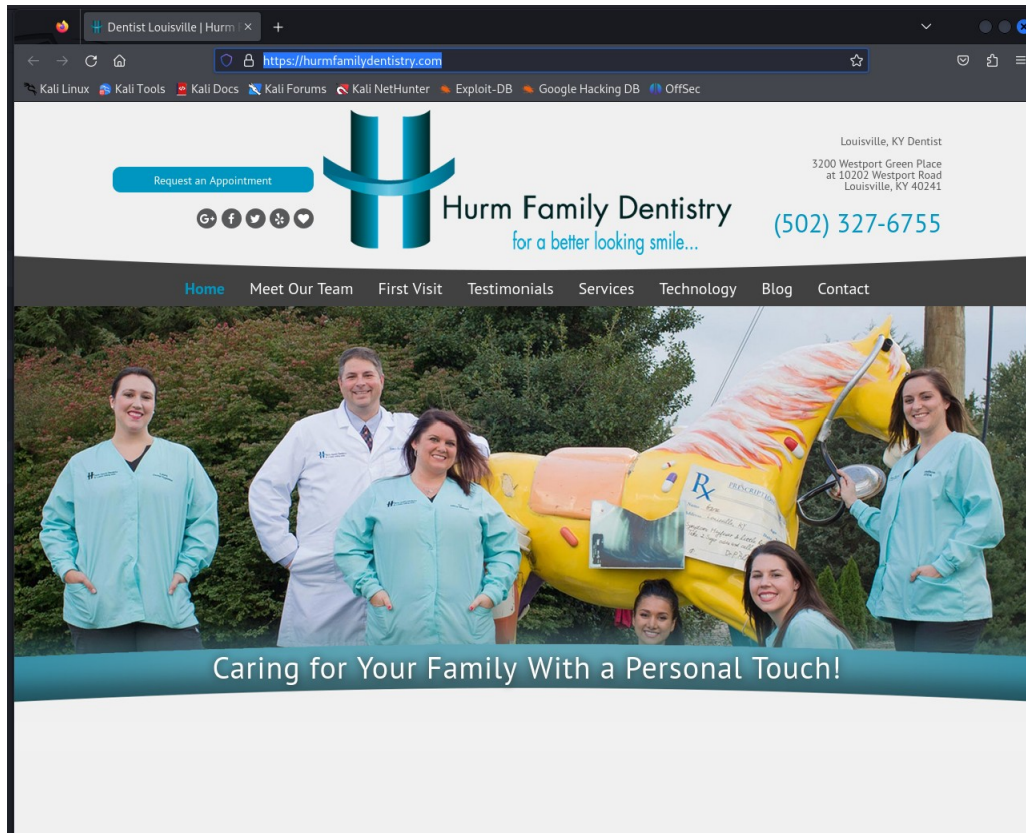 Dentist Louisville | Hurm
https://hurmfamilydentistry.com
Kali Linux Kali Tools Kali Docs Kali Forums Kali NetHunter Exploit-DB Google Hacking DB OffSec
Request an Appointment
Hurm Family Dentistry
for a better looking smile...
Louisville, KY Dentist
3200 Westport Green Place
at 10202 Westport Road
Louisville, KY 40241
(502) 327-6755
Home Meet Our Team First Visit Testimonials Services Technology Blog Contact
Rx PRESCRIPTION
Caring for Your Family With a Personal Touch!